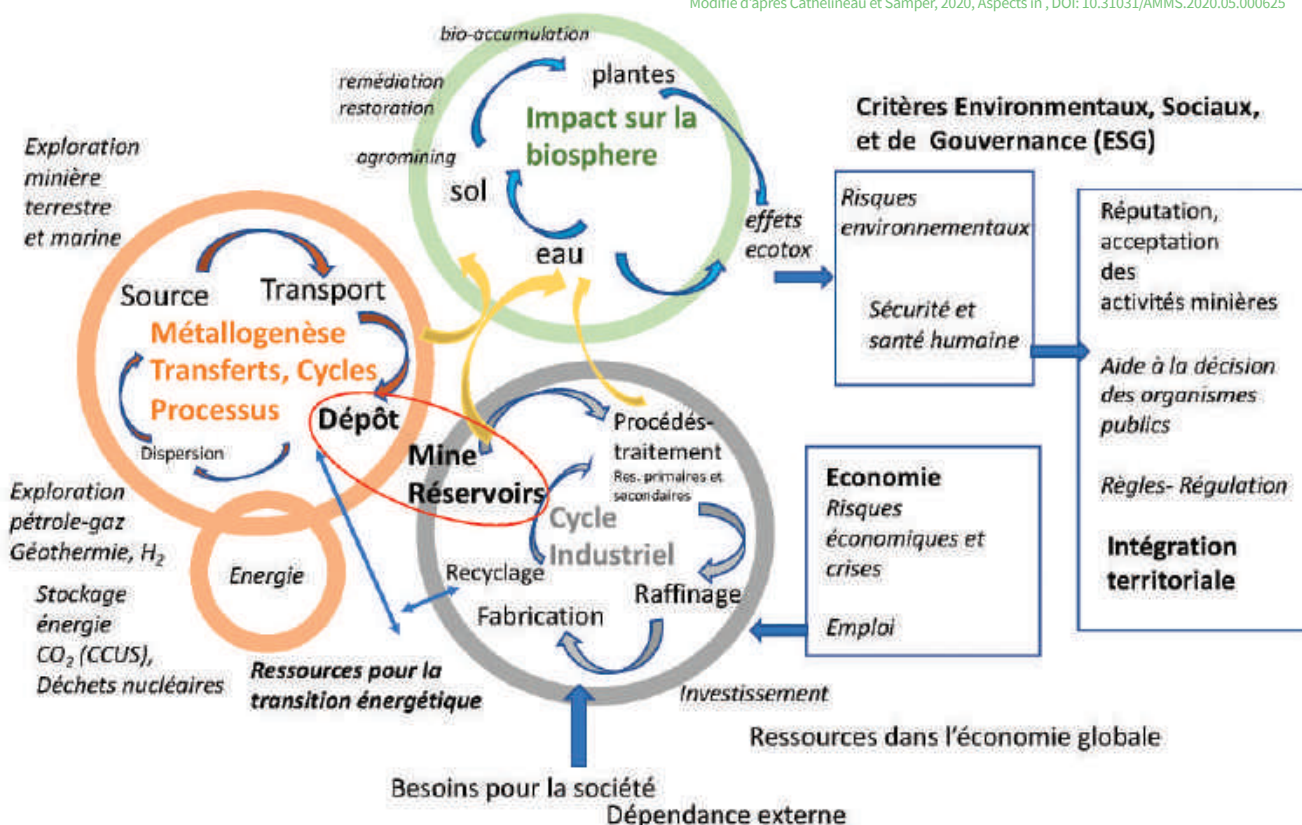 Modifié d'après Cathelineau et Samper, 2020, Aspects in , DOI: 10.31031/AMMS.2020.05.000625
bio-accumulation
plantes
remédiation
restoration
Impact sur la
biosphere
agromining
sol
eau
effets
ecotox
Exploration
minière
terrestre
et marine
Source
Transport
Métallogenèse
Transferts, Cycles
Processus
Dépôt
Dispersion
Exploration
pétrole-gaz
Géothermie, H₂
Energie
Stockage
énergie
CO₂ (CCUS),
Déchets nucléaires
Ressources pour la
transition énergétique
Mine
Réservoirs
Procédés-
traitement
Res. primaires et
secondaires
Cycle
Industriel
Recyclage
Raffinage
Fabrication
Investissement
Besoins pour la société
Dépendance externe
Ressources dans l'économie globale
Critères Environmentaux, Sociaux,
et de Gouvernance (ESG)
Risques
environmentaux
Sécurité et
santé humaine
Economie
Risques
économiques et
crises
Emploi
Réputation,
acceptation
des
activités minières
Aide à la décision
des organismes
publics
Règles- Régulation
Intégration
territoriale